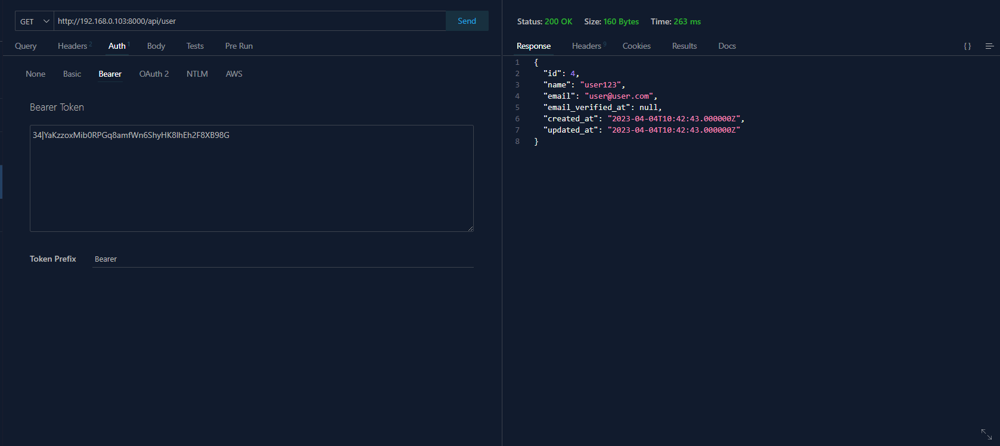 GET http://192.168.0.103:8000/api/user Send
Query Headers 2 Auth 1 Body Tests Pre Run
None Basic Bearer OAuth 2 NTLM AWS
Bearer Token
34|YaKzzoxMib0RPGq8amfWn6ShyHK8lhEh2F8XB98G
Token Prefix Bearer
Status: 200 OK Size: 160 Bytes Time: 263 ms
Response Headers 9 Cookies Results Docs { }
1 {
2 "id": 4,
3 "name": "user123",
4 "email": "user@user.com",
5 "email_verified_at": null,
6 "created_at": "2023-04-04T10:42:43.000000Z",
7 "updated_at": "2023-04-04T10:42:43.000000Z"
8 }